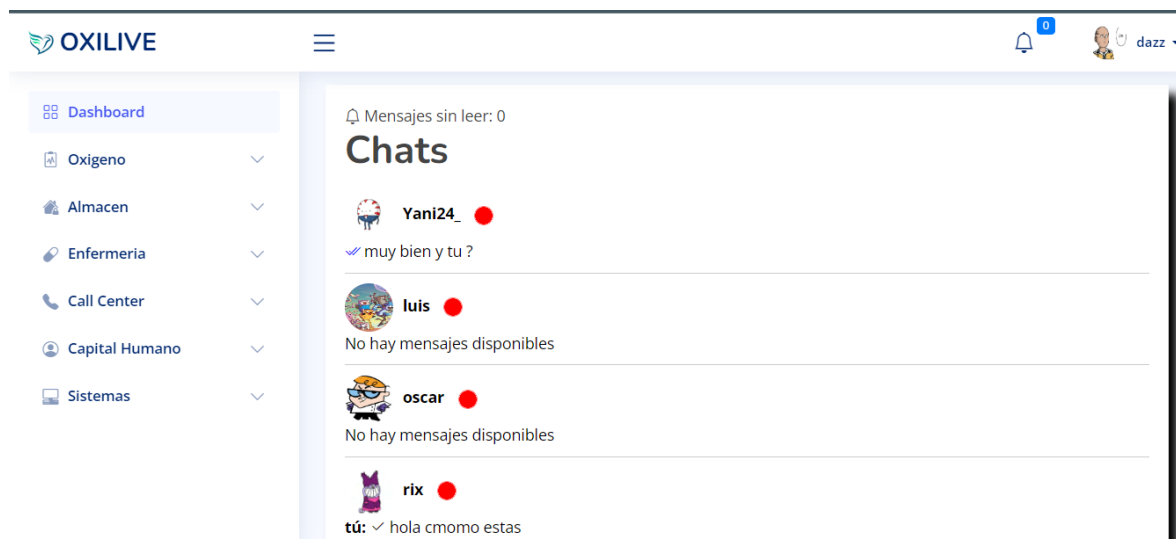 OXILIVE
0
dazz
Dashboard
Oxigeno
Almacen
Enfermeria
Call Center
Capital Humano
Sistemas
Mensajes sin leer: 0
Chats
Yani24_
muy bien y tu ?
luis
No hay mensajes disponibles
oscar
No hay mensajes disponibles
rix
tú: hola cmomo estas